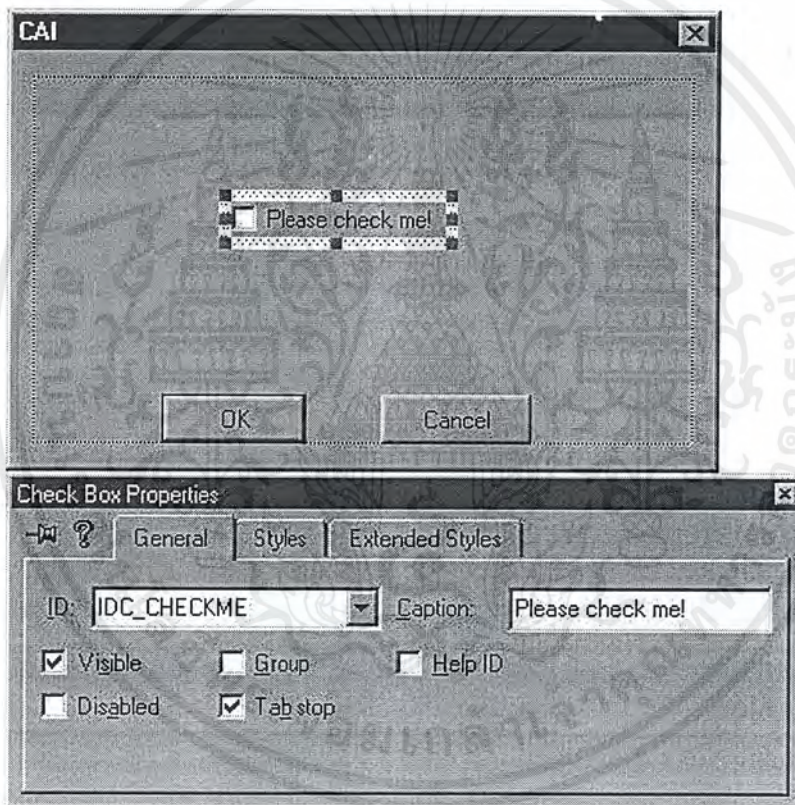 CAI
Please check me!
OK Cancel
Check Box Properties
General Styles Extended Styles
ID: IDC_CHECKME Caption: Please check me!
Visible Group Help ID
Disabled Tab stop